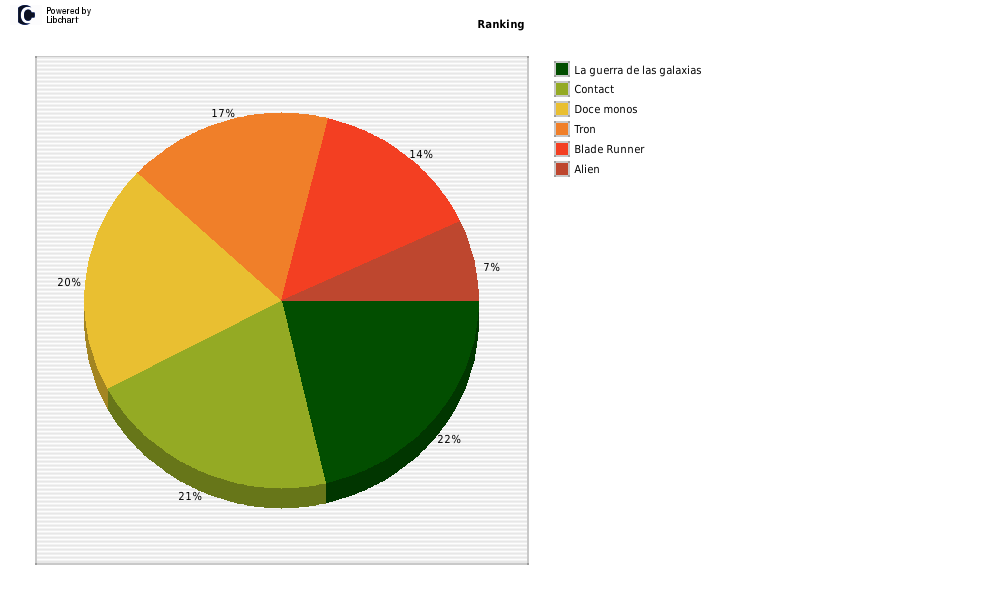 Powered by
Libchart
Ranking
La guerra de las galaxias
Contact
Doce monos
Tron
Blade Runner
Alien
17%
14%
7%
20%
22%
21%